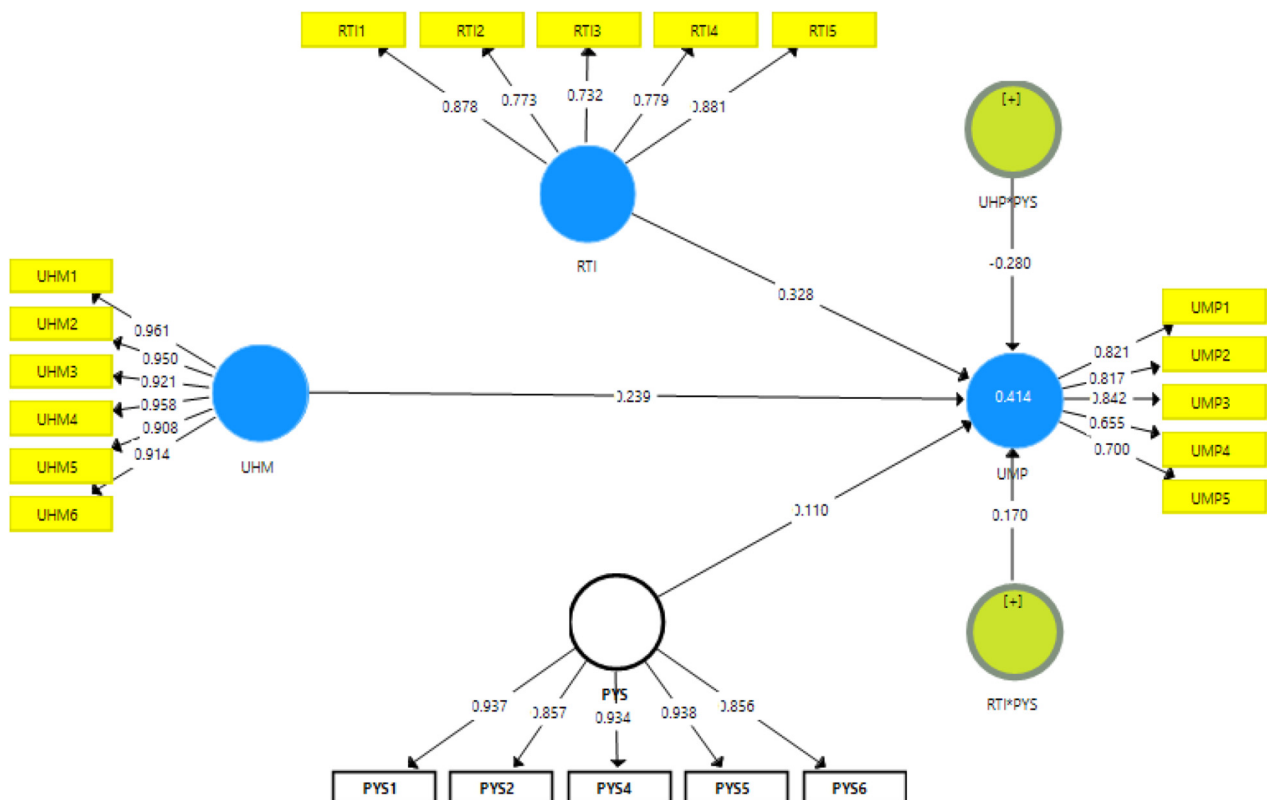 RTI1 RTI2 RTI3 RTI4 RTI5
0.878 0.773 0.732 0.779 0.881
[+]
UHP*PYS
RTI
-0.280
0.328
UHM1
UHM2
UHM3
UHM4
UHM5
UHM6
0.961
0.950
0.921
0.958
0.908
0.914
UHM
0.239
0.414
UMP
0.821
0.817
0.842
0.655
0.700
UMP1
UMP2
UMP3
UMP4
UMP5
0.110
0.170
[+]
RTI*PYS
PYS
0.937 0.857 0.934 0.938 0.856
PYS1 PYS2 PYS4 PYS5 PYS6